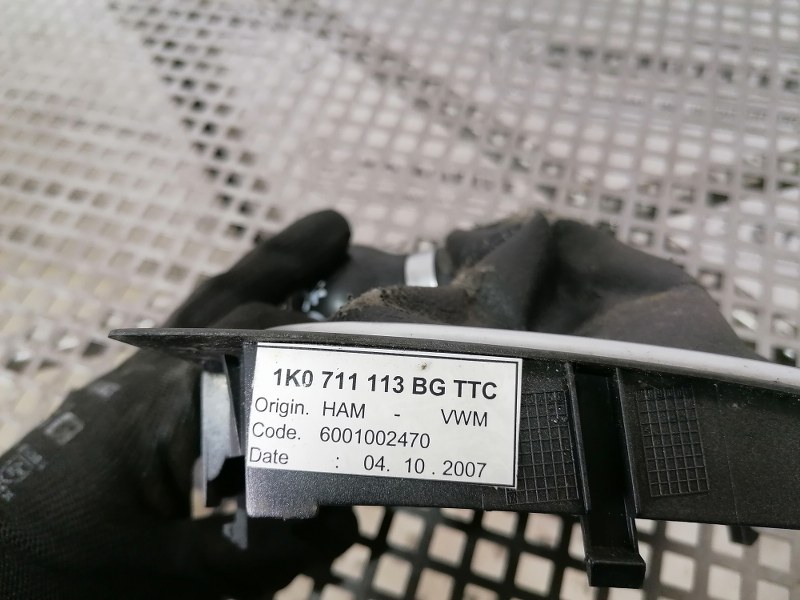 1K0 711 113 BG TTC
Origin. HAM - VWM
Code. 6001002470
Date : 04. 10 . 2007